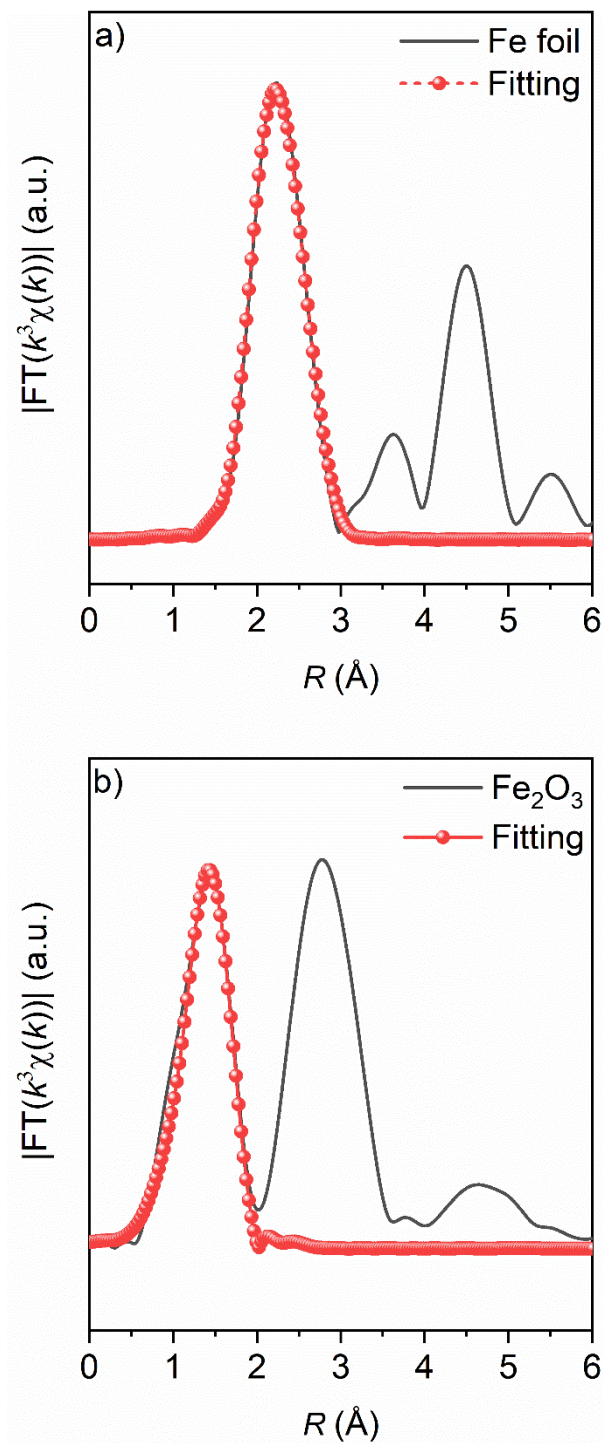 a)
Fe foil
Fitting
|FT(k³χ(k))| (a.u.)
0 1 2 3 4 5 6
R (Å)
b)
Fe₂O₃
Fitting
|FT(k³χ(k))| (a.u.)
0 1 2 3 4 5 6
R (Å)